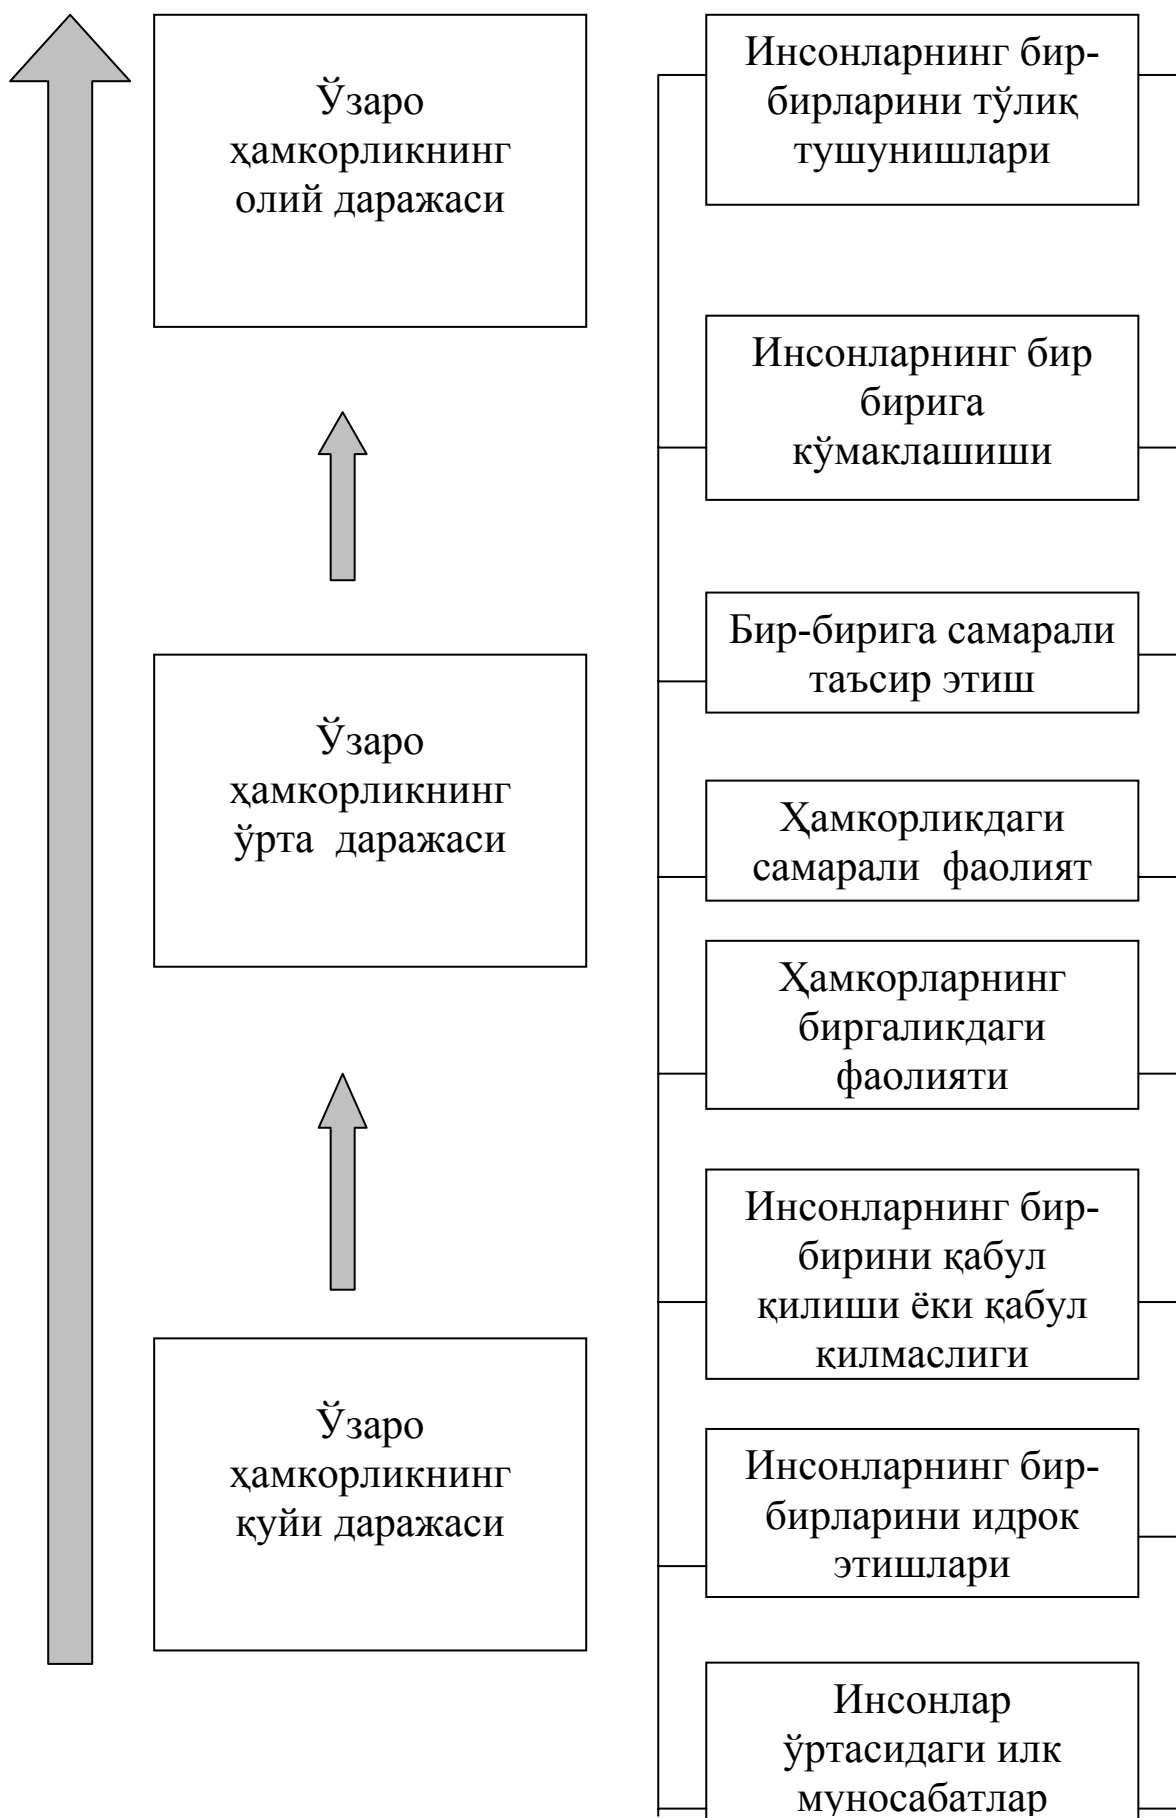 Ўзаро
ҳамкорликнинг
олий даражаси
Ўзаро
ҳамкорликнинг
ўрта  даражаси
Ўзаро
ҳамкорликнинг
қуйи даражаси
Инсонларнинг бир-
бирларини тўлиқ
тушунишлари
Инсонларнинг бир
бирига
кўмаклашиши
Бир-бирига самарали
таъсир этиш
Ҳамкорликдаги
самарали  фаолият
Ҳамкорларнинг
биргаликдаги
фаолияти
Инсонларнинг бир-
бирини қабул
қилиши ёки қабул
қилмаслиги
Инсонларнинг бир-
бирларини идрок
этишлари
Инсонлар
ўртасидаги илк
муносабатлар